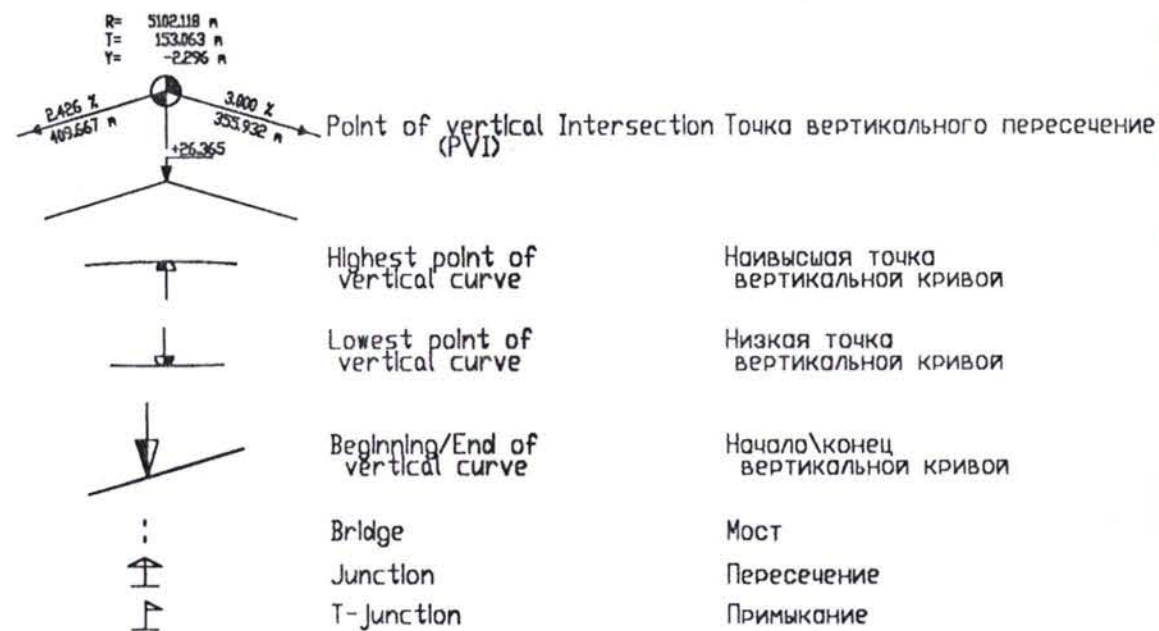 R= 5102.118 m
T= 153.063 m
Y= -2.296 m
2.426 %
409.667 m
3.000 %
355.932 m
+26.365
Point of vertical Intersection
(PVI)
Точка вертикального пересечение
Highest point of
vertical curve
Наивысшая точка
вертикальной кривой
Lowest point of
vertical curve
Низкая точка
вертикальной кривой
Beginning/End of
vertical curve
Начало\конец
вертикальной кривой
Bridge
Мост
Junction
Пересечение
T-Junction
Примыкание